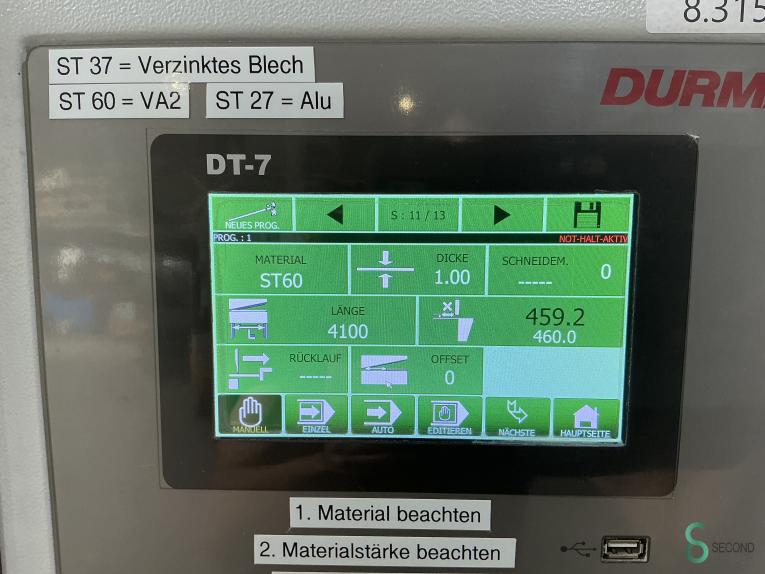 8.315
ST 37 = Verzinktes Blech
ST 60 = VA2
ST 27 = Alu
DURMA
DT-7
NEUES PROG.
S : 11 / 13
PROG. : 1
NOT-HALT-AKTIV
MATERIAL
ST60
DICKE
1.00
SCHNEIDEM.
-----
0
L
LÄNGE
4100
X
459.2
460.0
RÜCKLAUF
-----
OFFSET
0
MANUELL
EINZEL
AUTO
EDITIEREN
NÄCHSTE
HAUPTSEITE
1. Material beachten
2. Materialstärke beachten
SECOND